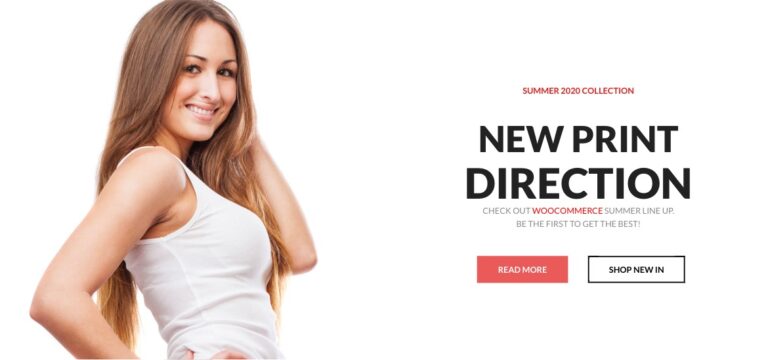 SUMMER 2020 COLLECTION
NEW PRINT
DIRECTION
CHECK OUT WOOCOMMERCE SUMMER LINE UP.
BE THE FIRST TO GET THE BEST!
READ MORE
SHOP NEW IN